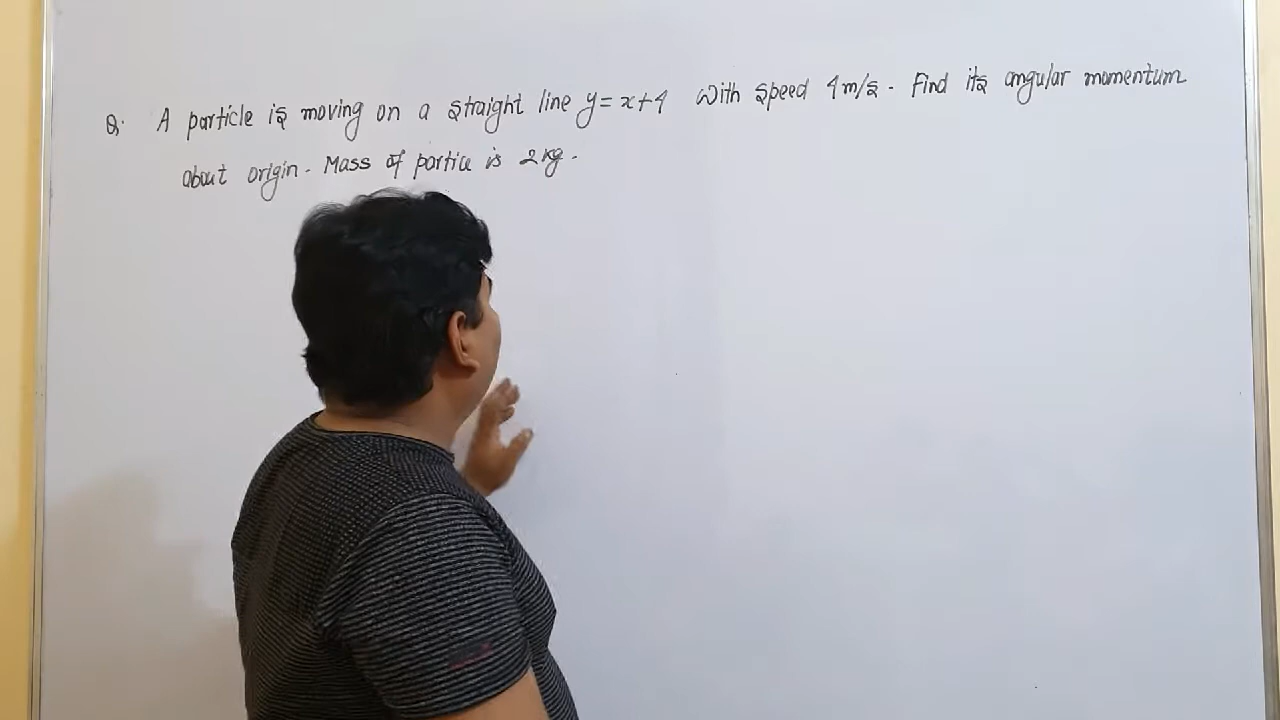 Q. A particle is moving on a straight line y = x+4 with speed 4m/s. Find its angular momentum
about origin. Mass of particle is 2kg.